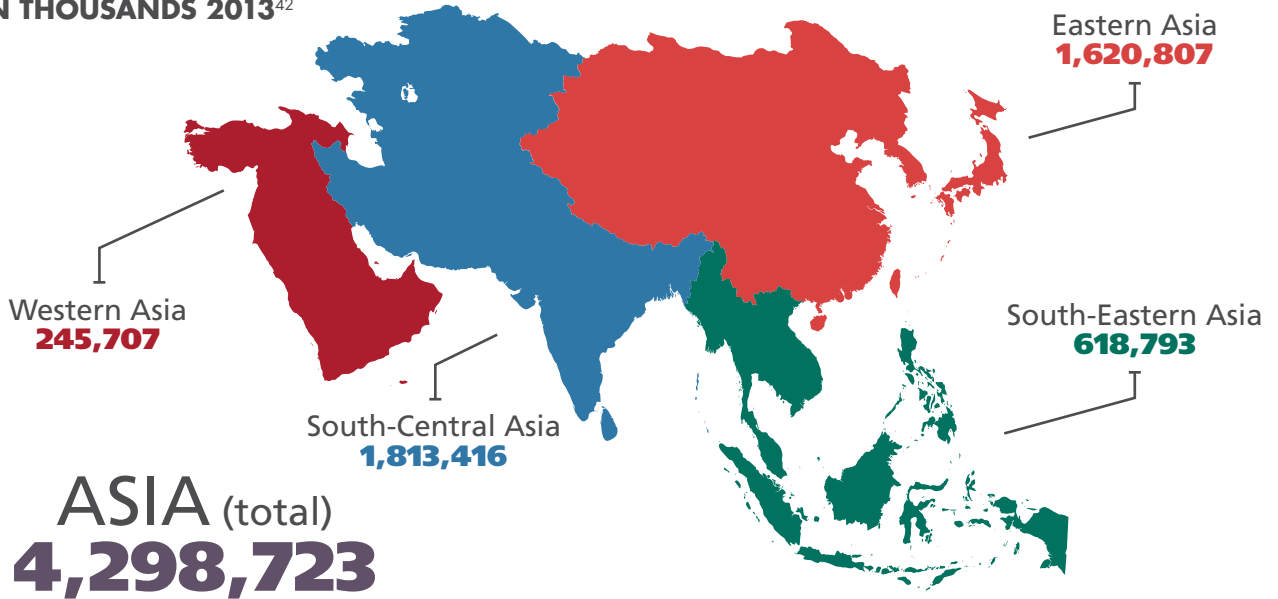 N THOUSANDS 2013⁴²
Eastern Asia
1,620,807
Western Asia
245,707
South-Eastern Asia
618,793
South-Central Asia
1,813,416
ASIA (total)
4,298,723